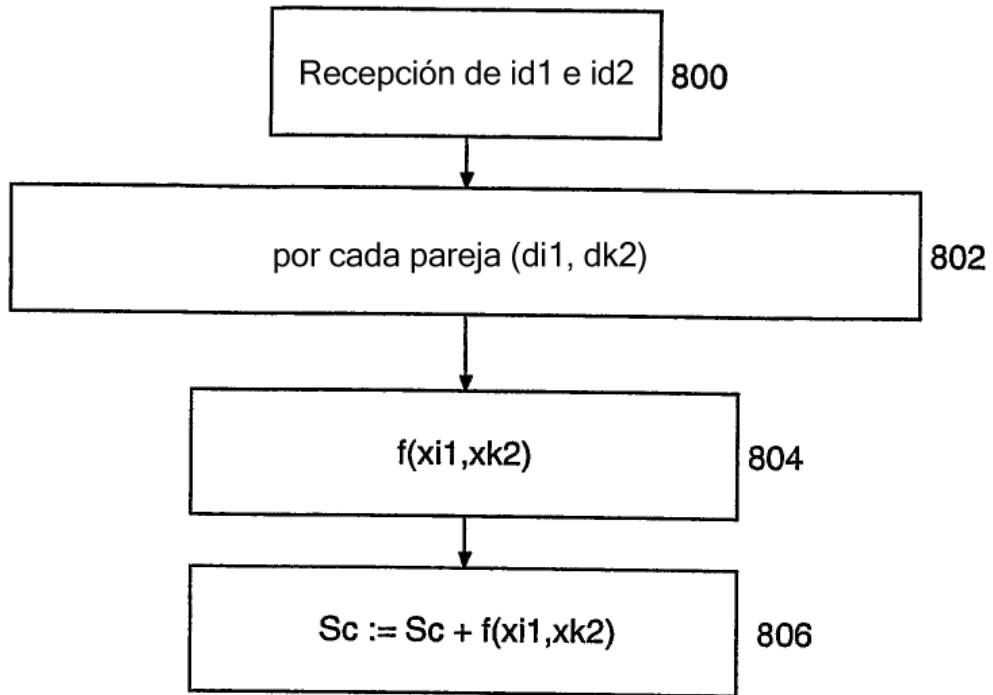 Recepción de id1 e id2
800
por cada pareja (di1, dk2)
802
f(xi1,xk2)
804
Sc := Sc + f(xi1,xk2)
806